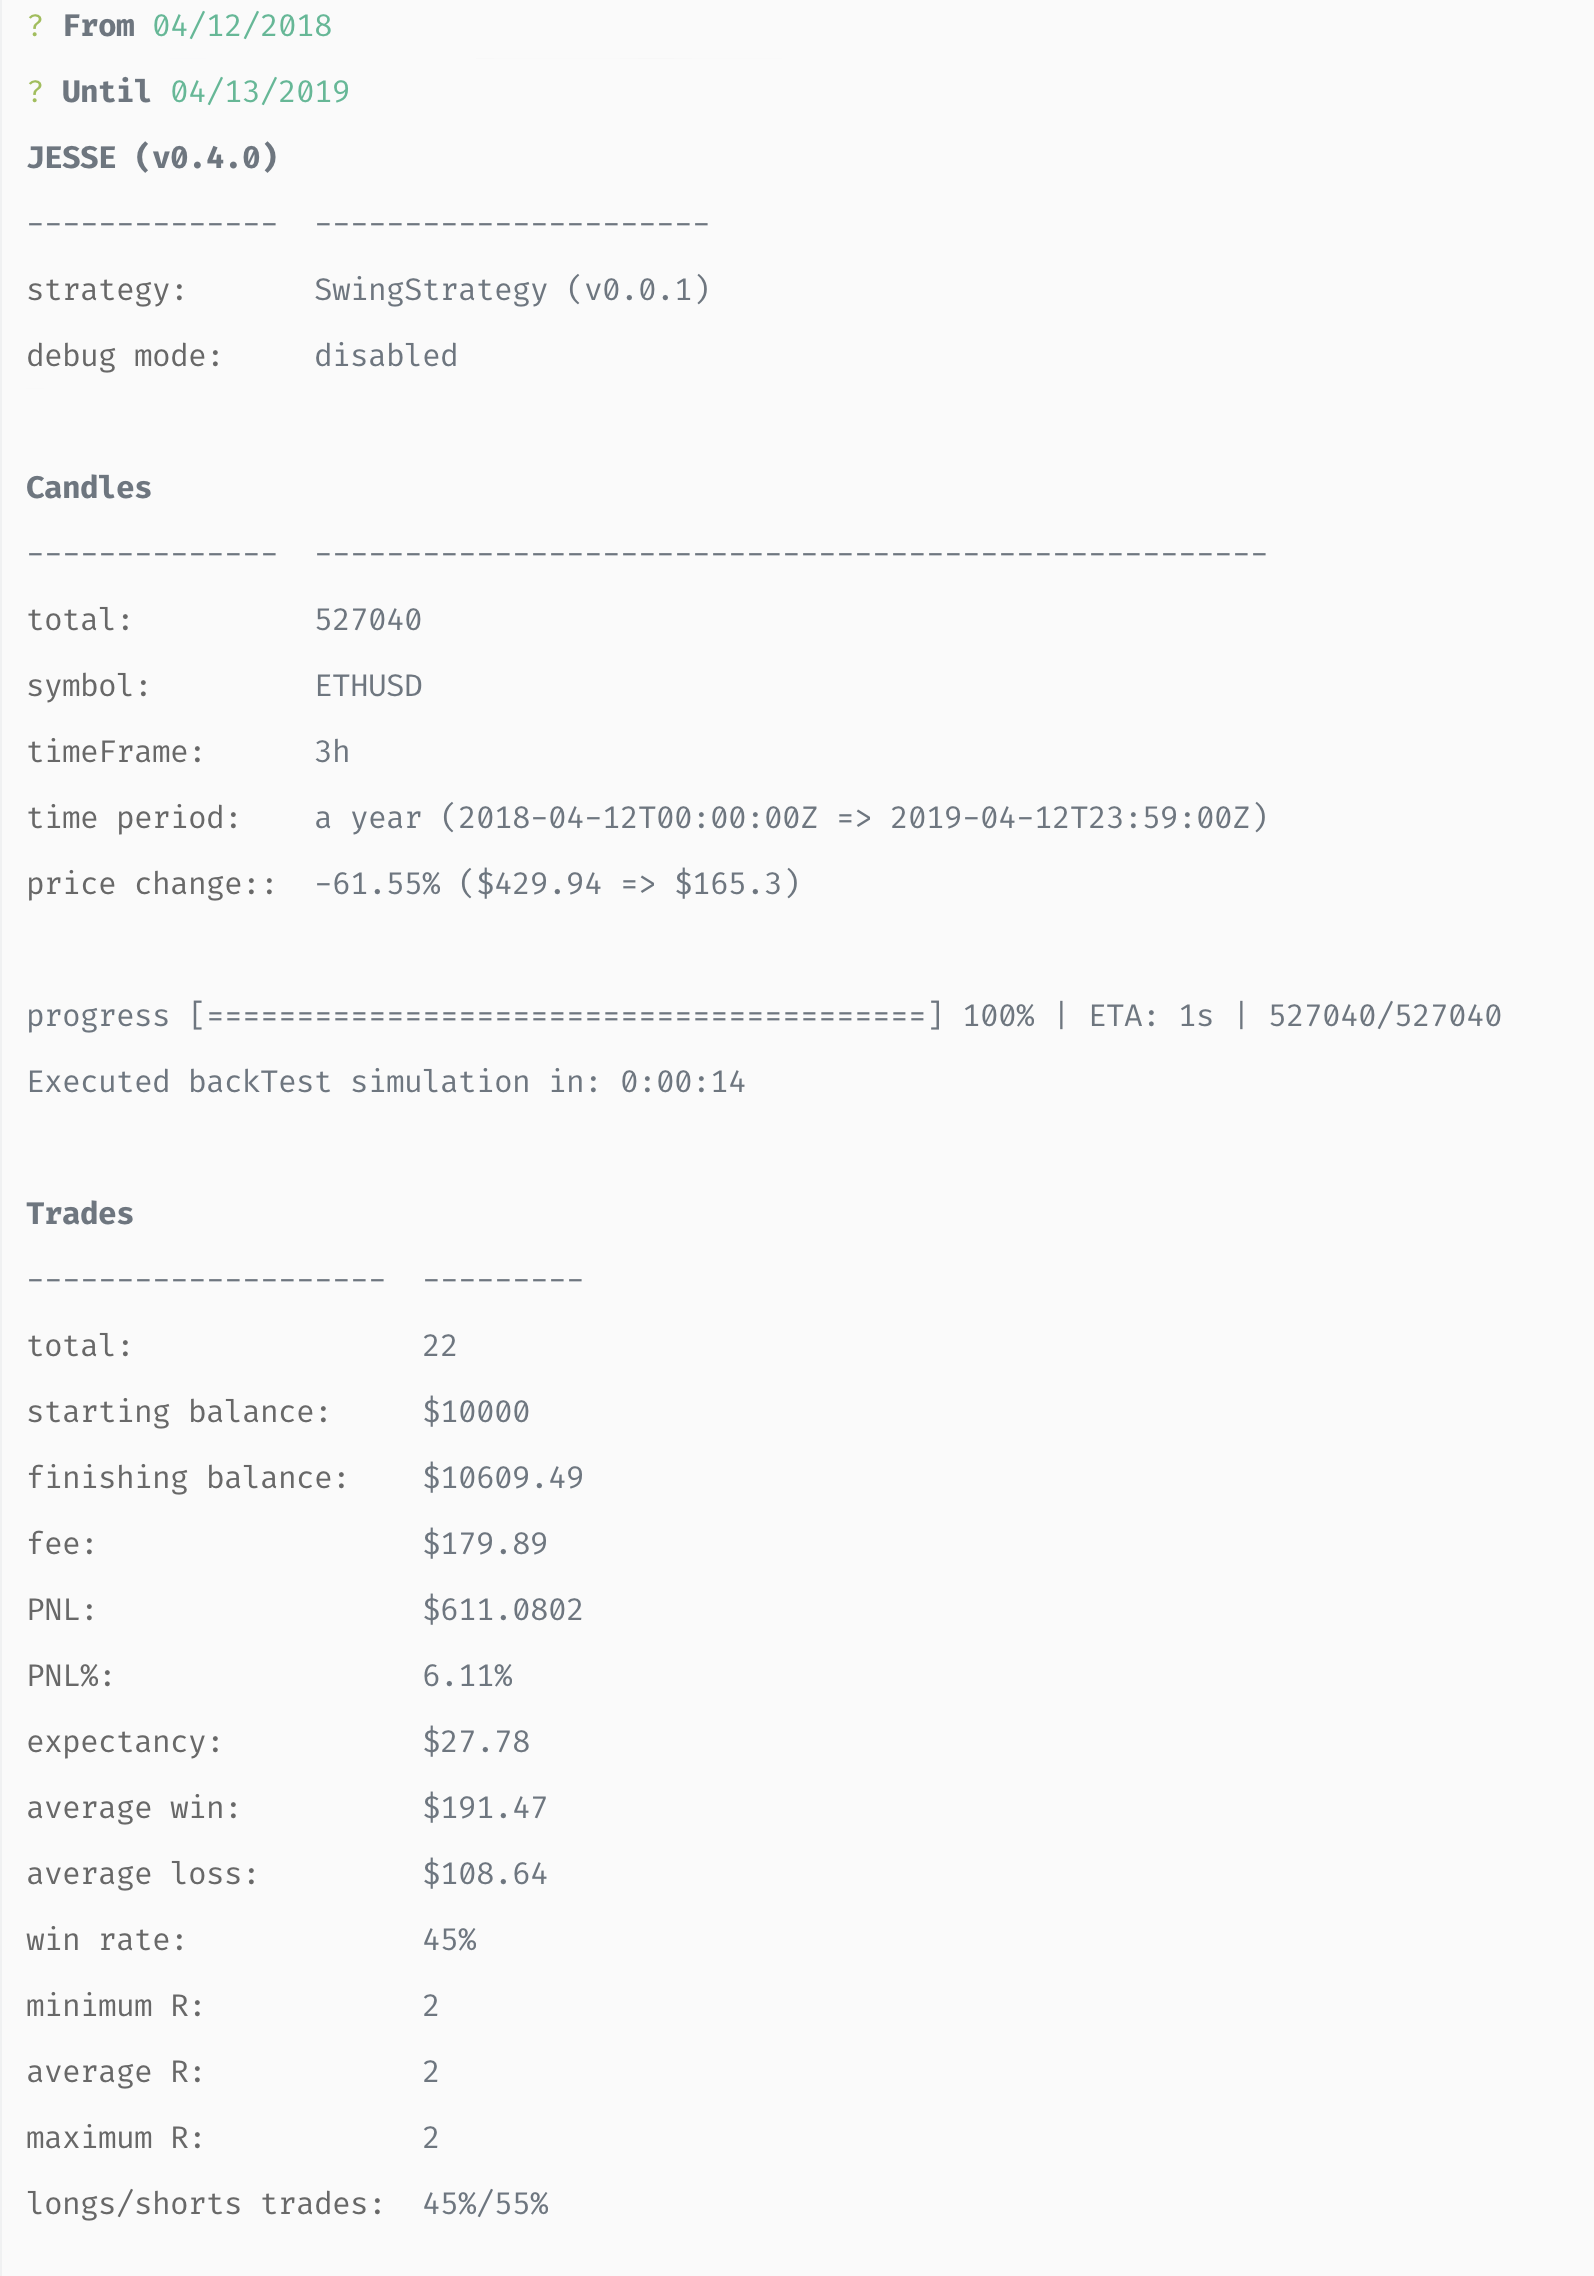 ? From 04/12/2018
? Until 04/13/2019
JESSE (v0.4.0)
--------------  ----------------------
strategy:       SwingStrategy (v0.0.1)
debug mode:     disabled
Candles
--------------  -----------------------------------------------------
total:          527040
symbol:         ETHUSD
timeFrame:      3h
time period:    a year (2018-04-12T00:00:00Z => 2019-04-12T23:59:00Z)
price change::  -61.55% ($429.94 => $165.3)
progress [========================================] 100% | ETA: 1s | 527040/527040
Executed backTest simulation in: 0:00:14
Trades
--------------------  ---------
total:                22
starting balance:     $10000
finishing balance:    $10609.49
fee:                  $179.89
PNL:                  $611.0802
PNL%:                 6.11%
expectancy:           $27.78
average win:          $191.47
average loss:         $108.64
win rate:             45%
minimum R:            2
average R:            2
maximum R:            2
longs/shorts trades:  45%/55%